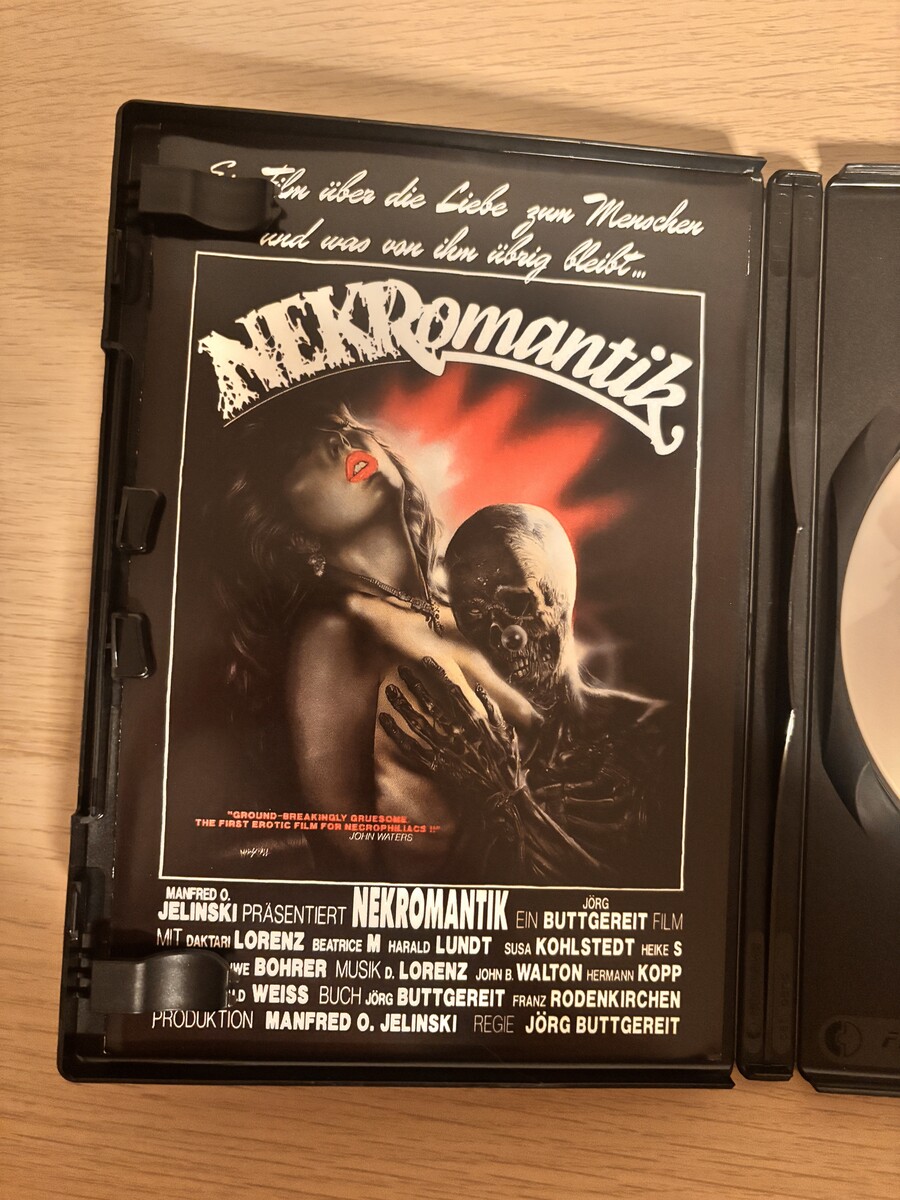 Film über die Liebe zum Menschen
und was von ihm übrig bleibt...
NEKRomantik
"GROUND-BREAKINGLY GRUESOME.
THE FIRST EROTIC FILM FOR NECROPHILIACS !!"
JOHN WATERS
MANFRED O. JELINSKI PRÄSENTIERT NEKROMANTIK EIN JÖRG BUTTGEREIT FILM
MIT DAKTARI LORENZ BEATRICE M HARALD LUNDT SUSA KOHLSTEDT HEIKE S
UWE BOHRER MUSIK D. LORENZ JOHN B. WALTON HERMANN KOPP
WEISS BUCH JÖRG BUTTGEREIT FRANZ RODENKIRCHEN
PRODUKTION MANFRED O. JELINSKI REGIE JÖRG BUTTGEREIT